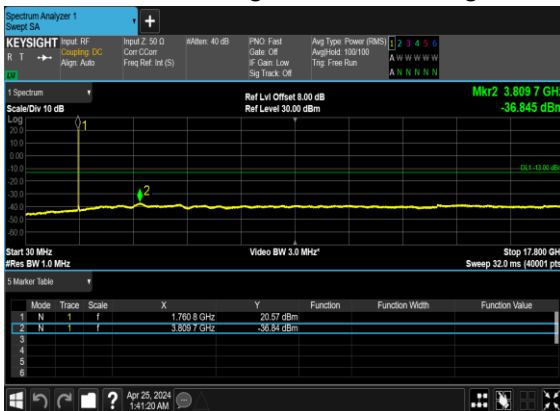 Spectrum Analyzer 1
Swept SA
KEYSIGHT Input: RF Input Z: 50 Ω #Atten: 40 dB PNO: Fast Avg Type: Power (RMS) 1 2 3 4 5 6
R T Coupling: DC Corr CCorr Gate: Off Avg|Hold: 100/100 A W W W W W
Align: Auto Freq Ref: Int (S) IF Gain: Low Trig: Free Run
LV Sig Track: Off A N N N N N
1 Spectrum Mkr2 3.809 7 GHz
Scale/Div 10 dB Ref Lvl Offset 8.00 dB -36.845 dBm
Ref Level 30.00 dBm
Log
20.0 1
10.0
0.00
-10.0 DL1 -13.00 dBm
-20.0
-30.0 2
-40.0
-50.0
-60.0
Start 30 MHz Video BW 3.0 MHz* Stop 17.800 GH
#Res BW 1.0 MHz Sweep 32.0 ms (40001 pts
5 Marker Table
Mode Trace Scale X Y Function Function Width Function Value
1 N 1 f 1.760 8 GHz 20.57 dBm
2 N 1 f 3.809 7 GHz -36.84 dBm
3
4
5
6
Apr 25, 2024
1:41:20 AM